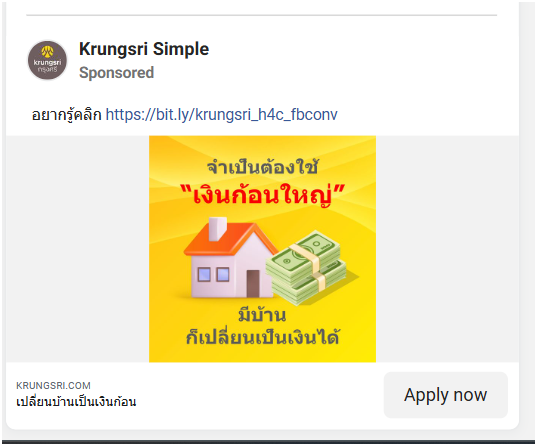 krungsri
กรุงศรี
Krungsri Simple
Sponsored
อยากรู้คลิก https://bit.ly/krungsri_h4c_fbconv
จำเป็นต้องใช้
“เงินก้อนใหญ่”
มีบ้าน
ก็เปลี่ยนเป็นเงินได้
KRUNGSRI.COM
เปลี่ยนบ้านเป็นเงินก้อน
Apply now